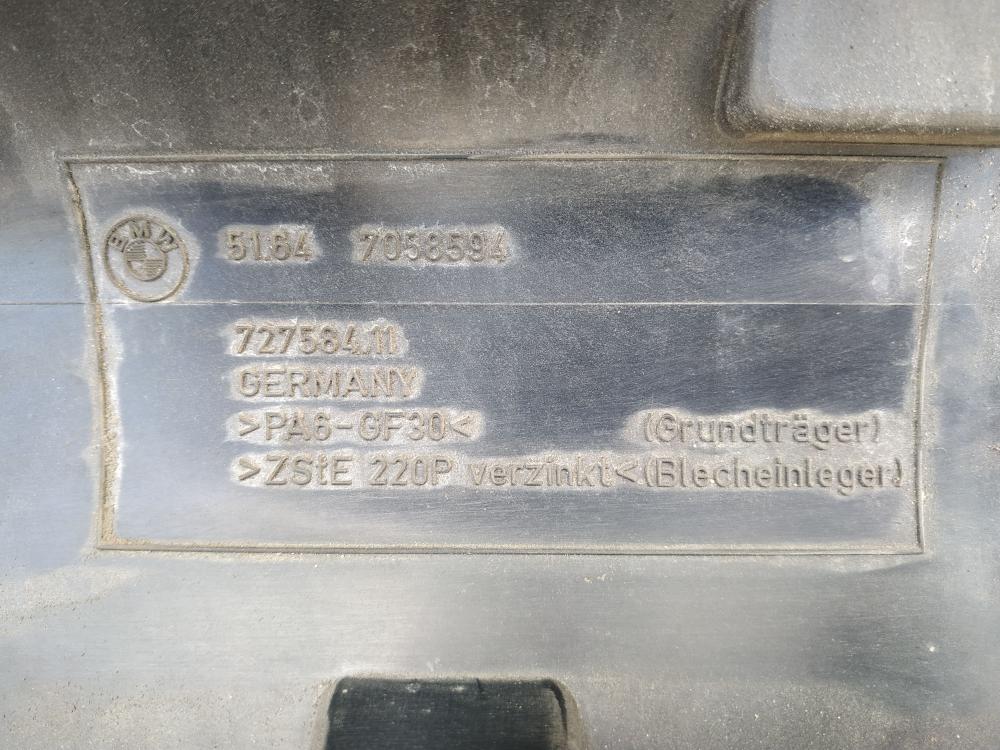 BMW
51.64 7058594
727584.11
GERMANY
>PA6-GF30< (Grundträger)
>ZStE 220P verzinkt< (Blecheinleger)